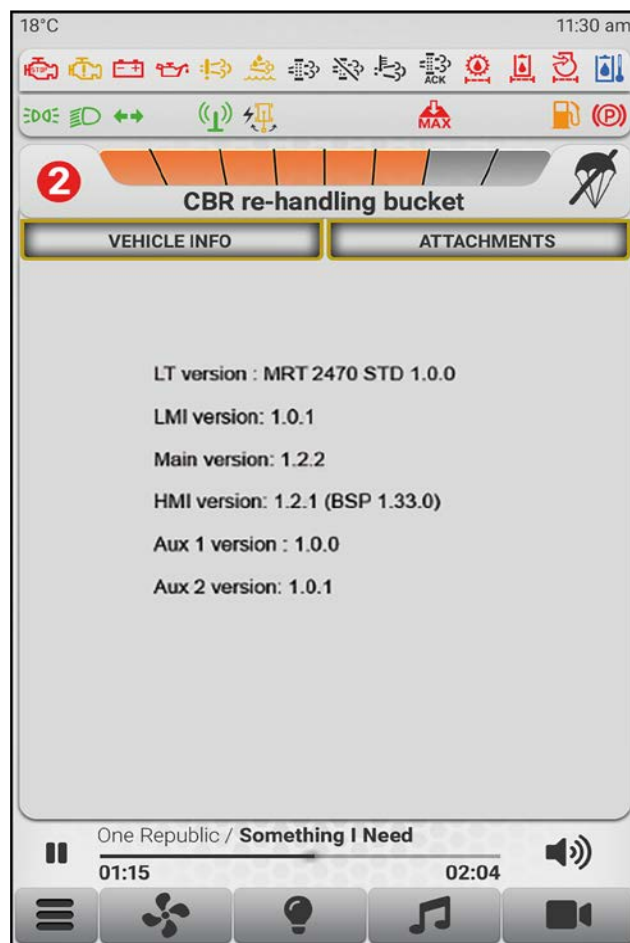 18°C 11:30 am
STOP
ACK
MAX
(P)
2
CBR re-handling bucket
VEHICLE INFO ATTACHMENTS
LT version : MRT 2470 STD 1.0.0
LMI version: 1.0.1
Main version: 1.2.2
HMI version: 1.2.1 (BSP 1.33.0)
Aux 1 version : 1.0.0
Aux 2 version: 1.0.1
One Republic / Something I Need
01:15 02:04